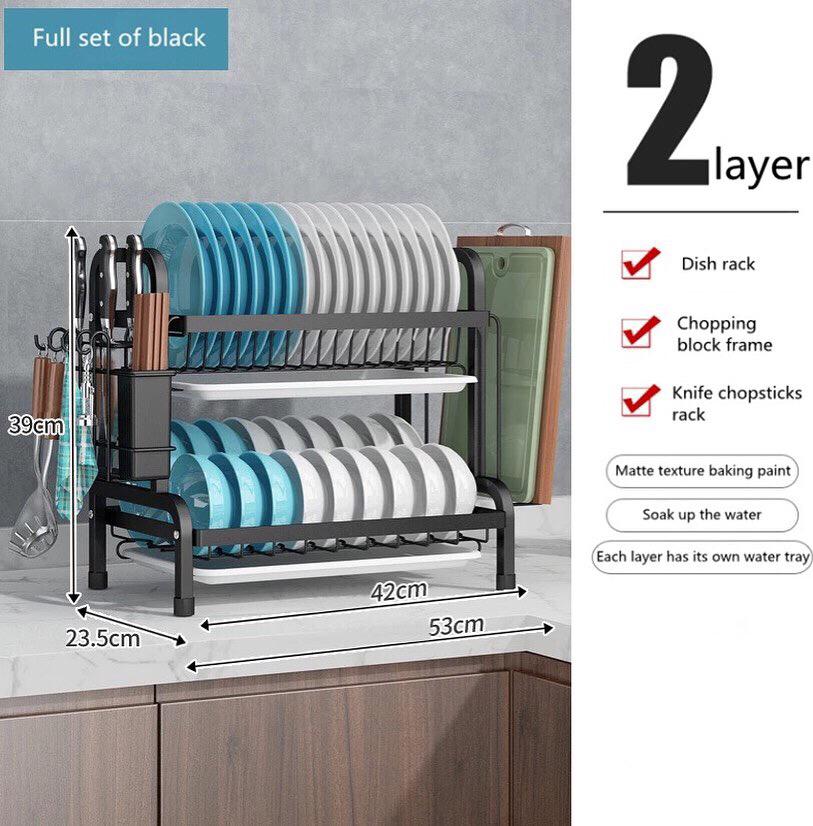 Full set of black
2layer
Dish rack
Chopping
block frame
Knife chopsticks
rack
Matte texture baking paint
Soak up the water
Each layer has its own water tray
39cm
23.5cm
42cm
53cm